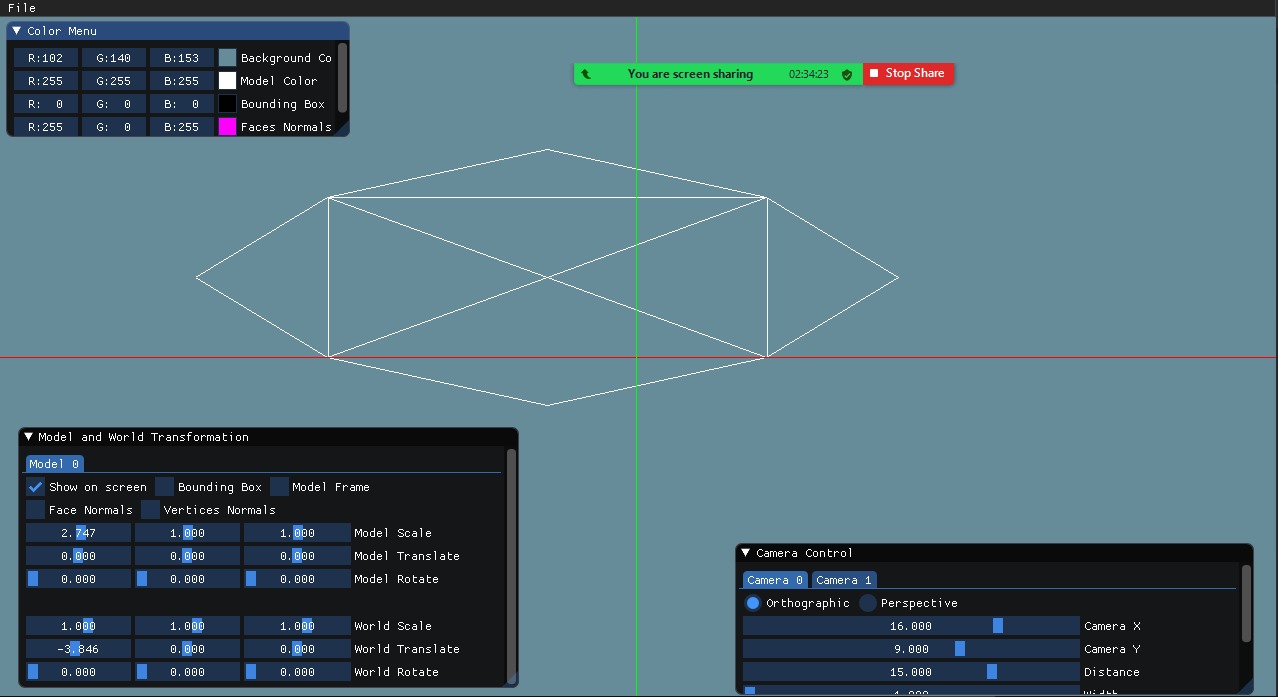 File
Color Menu
R:102 G:140 B:153 Background Co
R:255 G:255 B:255 Model Color
R: 0 G: 0 B: 0 Bounding Box
R:255 G: 0 B:255 Faces Normals
You are screen sharing 02:34:23 Stop Share
Model and World Transformation
Model 0
Show on screen Bounding Box Model Frame
Face Normals Vertices Normals
2.747 1.000 1.000 Model Scale
0.000 0.000 0.000 Model Translate
0.000 0.000 0.000 Model Rotate
1.000 1.000 1.000 World Scale
-3.846 0.000 0.000 World Translate
0.000 0.000 0.000 World Rotate
Camera Control
Camera 0 Camera 1
Orthographic Perspective
16.000 Camera X
9.000 Camera Y
15.000 Distance
1.000 Width